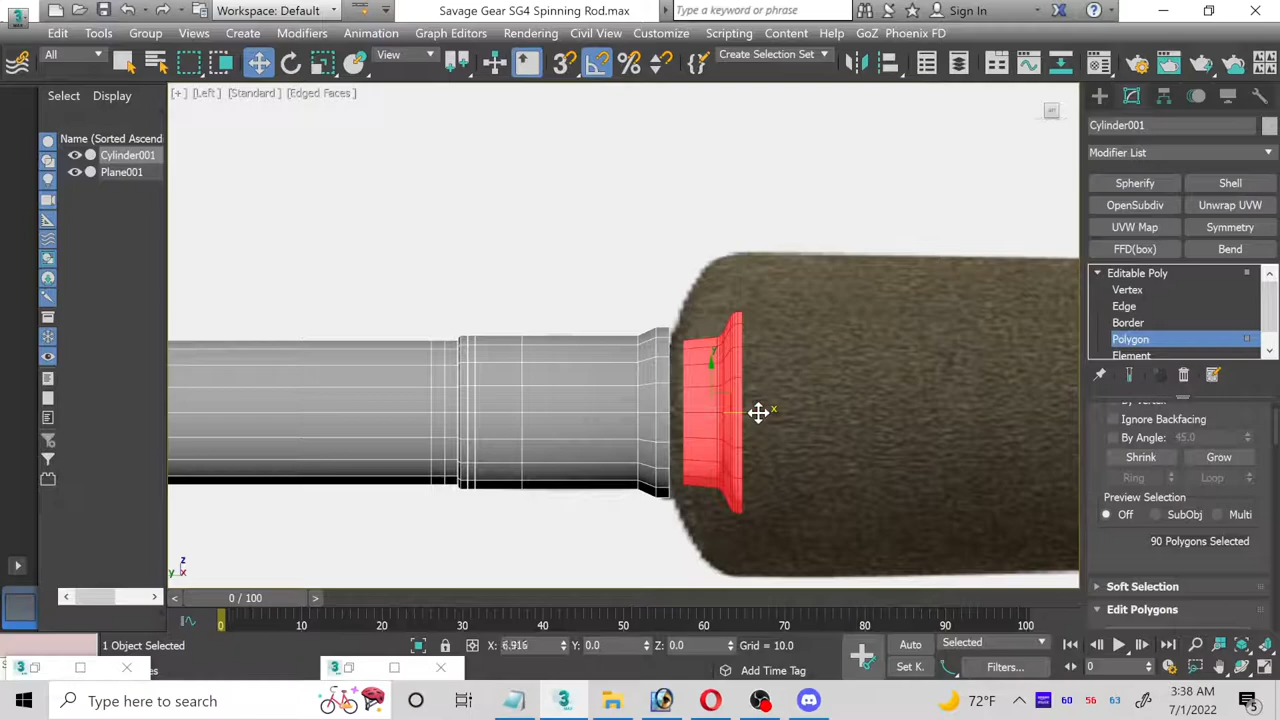 Workspace: Default
Savage Gear SG4 Spinning Rod.max
Type a keyword or phrase
Sign In
File Edit Tools Group Views Create Modifiers Animation Graph Editors Rendering Civil View Customize Scripting Content Help GoZ Phoenix FD
All
View
Create Selection Set
Select Display
[+] [Left] [Standard] [Edged Faces]
Name (Sorted Ascend
Cylinder001
Plane001
Cylinder001
Modifier List
Spherify Shell
OpenSubdiv Unwrap UVW
UVW Map Symmetry
FFD(box) Bend
Editable Poly
Vertex
Edge
Border
Polygon
Element
Ignore Backfacing
By Angle: 45.0
Shrink Grow
Ring Loop
Preview Selection
Off SubObj Multi
90 Polygons Selected
Soft Selection
Edit Polygons
x
y
z
y x
0 / 100
0 10 20 30 40 50 60 70 80 90 100
1 Object Selected
X: 6.916 Y: 0.0 Z: 0.0 Grid = 10.0
Auto Selected
Add Time Tag
Set K. Filters...
0
Type here to search
72°F
60 56 63
3:38 AM
7/1/2022
5